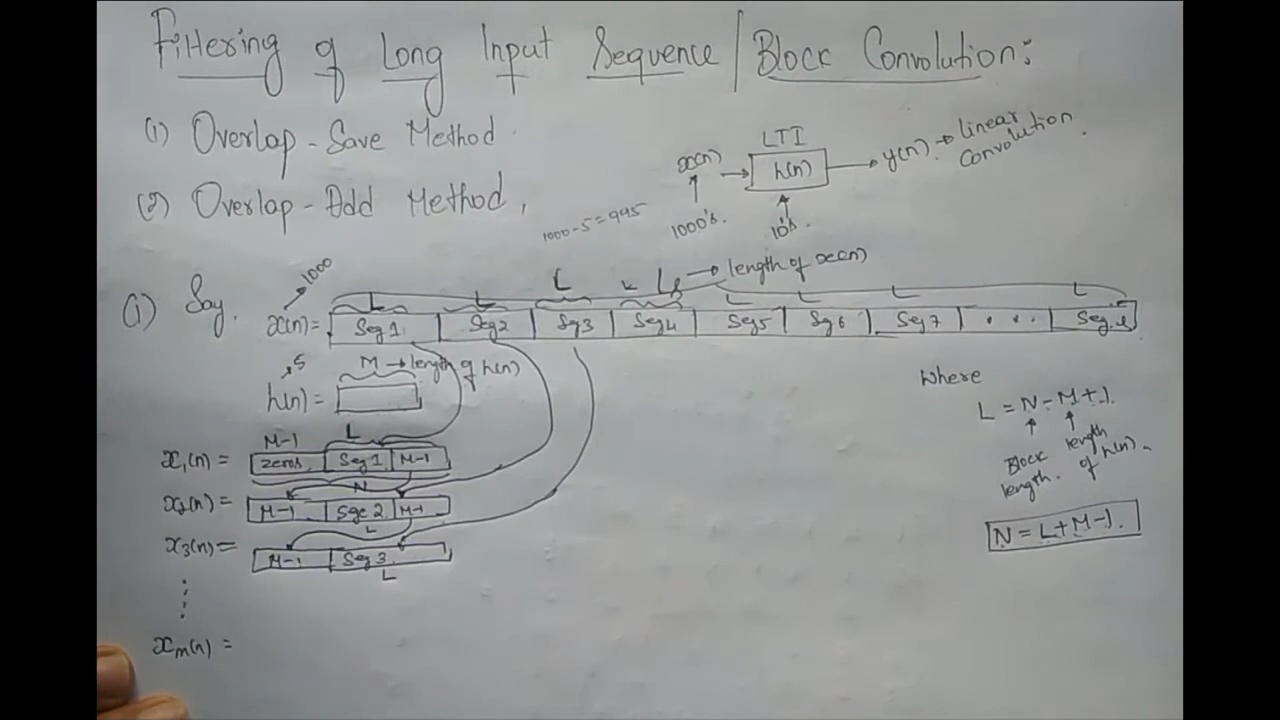 Filtering of Long Input Sequence / Block Convolution:
(1) Overlap-Save Method.
(2) Overlap-Add Method,
LTI
x(n) → h(n) → y(n) → linear convolution.
1000's. 10's.
1000-5=995
(1) Say. 1000
L Ls → length of x(n)
L L L L L L L
x(n) = Seg 1 Seg 2 Sg 3 Seg 4 Seg 5 Sg 6 Seg 7 ...
5 M → length of h(n)
h(n) =
Where
L = N-M+1.
Block length. length of h(n).
N = L+M-1.
M-1 L
x₁(n) = zeros Seg 1 M-1
N
x₂(n) = M-1 Sge 2 M-1
L
x₃(n) = M-1 Seg 3
L
xₘ(n) =